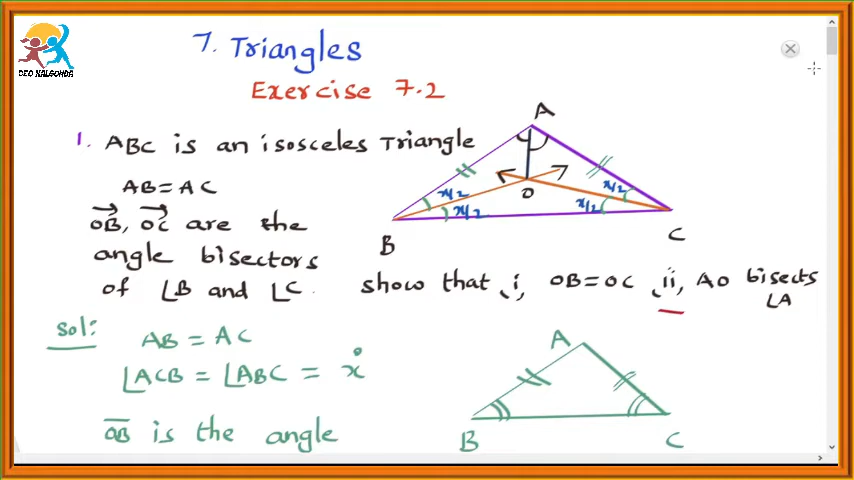 DEO NALGONDA
7. Triangles
Exercise 7.2
1. ABC is an isosceles Triangle
AB = AC
OB, OC are the
angle bisectors
of ∠B and ∠C.
show that i, OB = OC ii, AO bisects
∠A
A
x/2
x/2
x/2
x/2
O
B
C
Sol:
AB = AC
∠ACB = ∠ABC = x°
OB is the angle
A
B
C